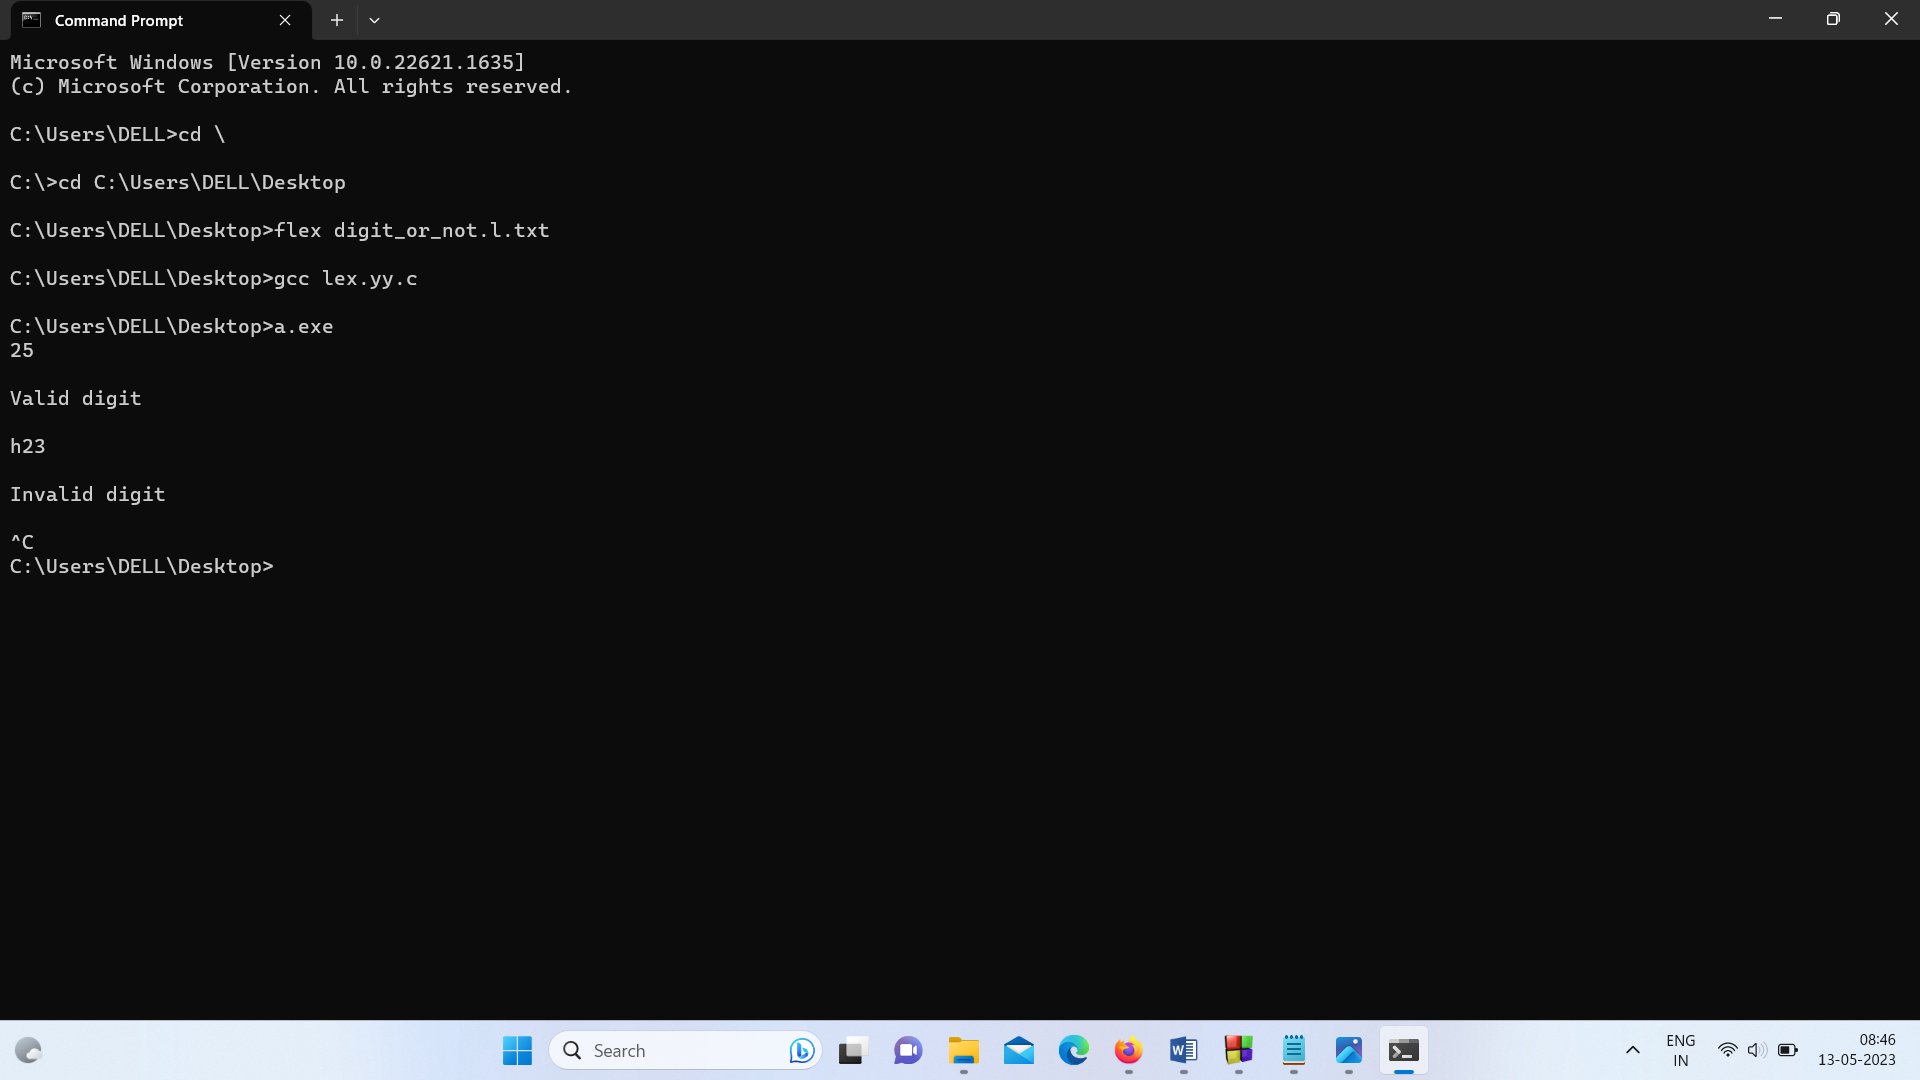 Command Prompt
Microsoft Windows [Version 10.0.22621.1635]
(c) Microsoft Corporation. All rights reserved.
C:\Users\DELL>cd \
C:\>cd C:\Users\DELL\Desktop
C:\Users\DELL\Desktop>flex digit_or_not.l.txt
C:\Users\DELL\Desktop>gcc lex.yy.c
C:\Users\DELL\Desktop>a.exe
25
Valid digit
h23
Invalid digit
^C
C:\Users\DELL\Desktop>
Search
ENG
IN
08:46
13-05-2023